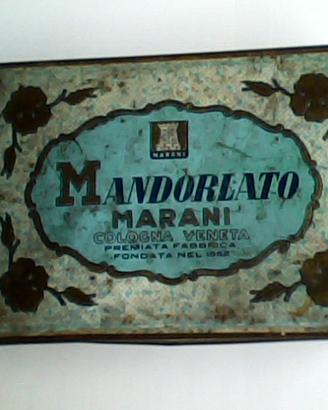 MARANI
MANDORLATO
MARANI
COLOGNA VENETA
PREMIATA FABBRICA
FONDATA NEL 1852